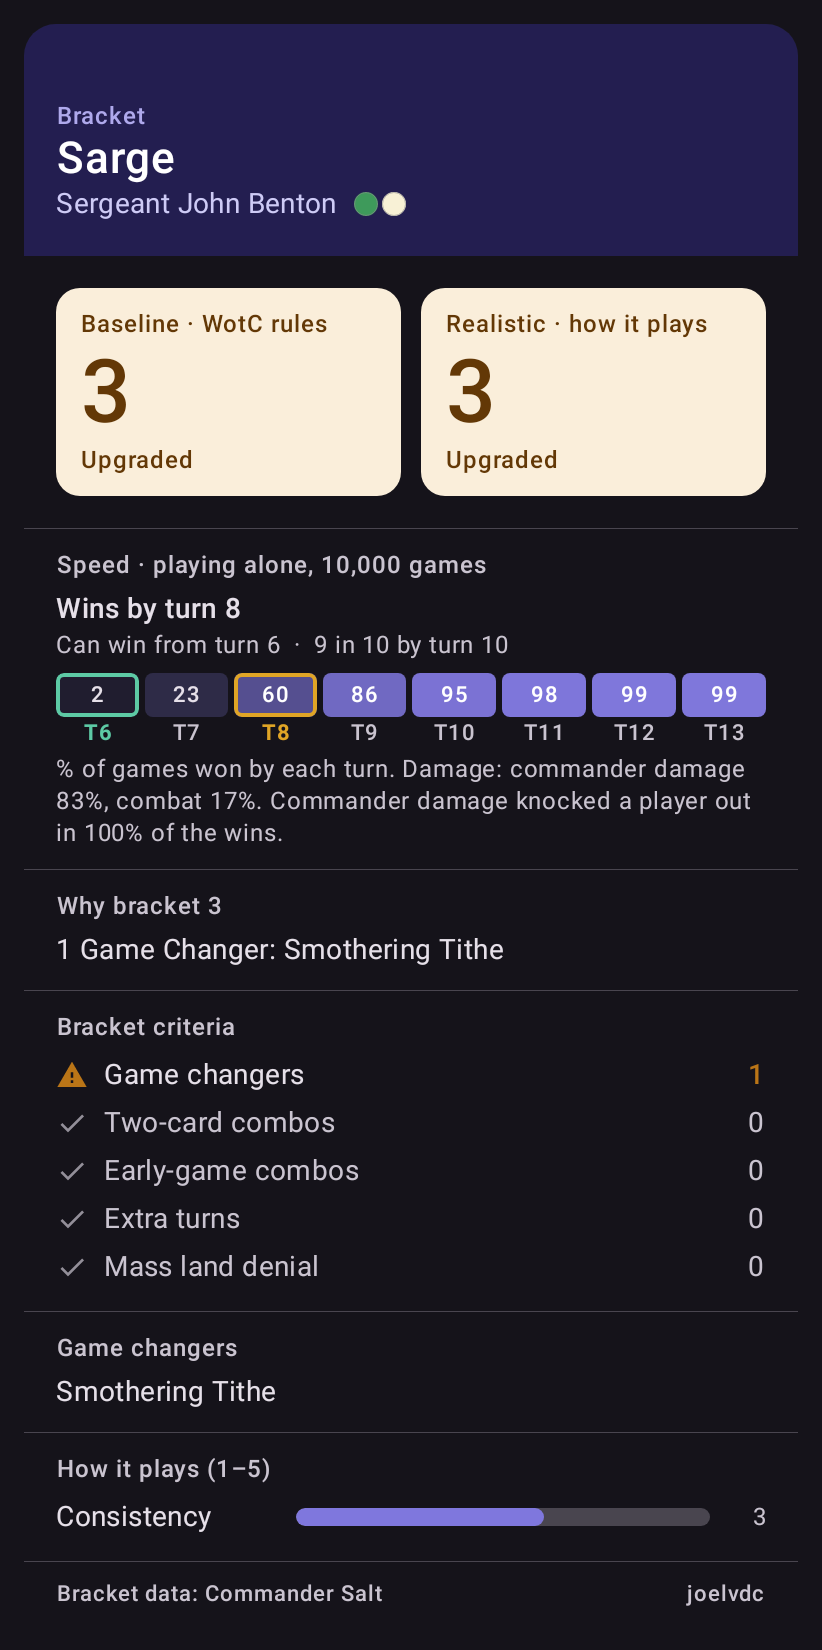 Bracket
Sarge
Sergeant John Benton
Baseline · WotC rules
3
Upgraded
Realistic · how it plays
3
Upgraded
Speed · playing alone, 10,000 games
Wins by turn 8
Can win from turn 6 · 9 in 10 by turn 10
2 23 60 86 95 98 99 99
T6 T7 T8 T9 T10 T11 T12 T13
% of games won by each turn. Damage: commander damage
83%, combat 17%. Commander damage knocked a player out
in 100% of the wins.
Why bracket 3
1 Game Changer: Smothering Tithe
Bracket criteria
Game changers 1
Two-card combos 0
Early-game combos 0
Extra turns 0
Mass land denial 0
Game changers
Smothering Tithe
How it plays (1–5)
Consistency 3
Bracket data: Commander Salt joelvdc